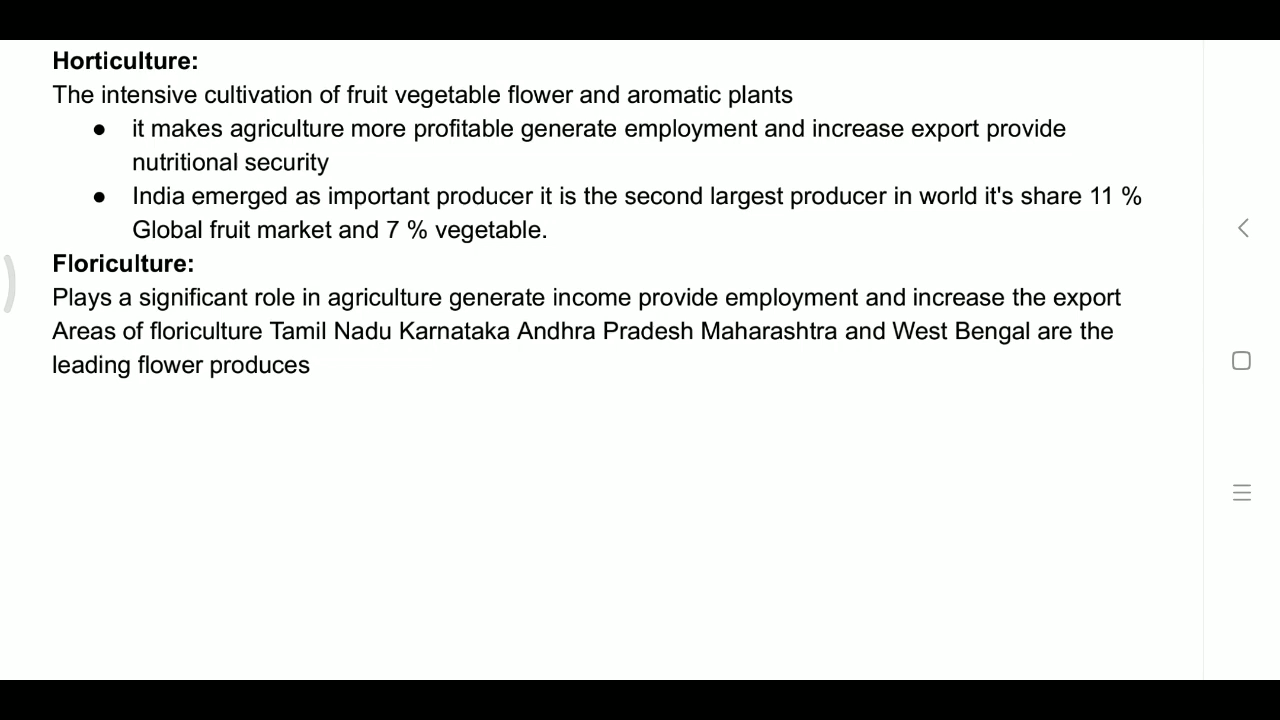 Horticulture:
The intensive cultivation of fruit vegetable flower and aromatic plants
● it makes agriculture more profitable generate employment and increase export provide
nutritional security
● India emerged as important producer it is the second largest producer in world it's share 11 %
Global fruit market and 7 % vegetable.
Floriculture:
Plays a significant role in agriculture generate income provide employment and increase the export
Areas of floriculture Tamil Nadu Karnataka Andhra Pradesh Maharashtra and West Bengal are the
leading flower produces